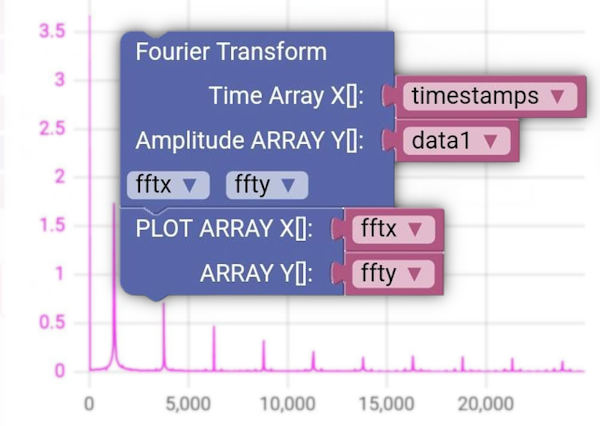 3.5
Fourier Transform
3
Time Array X[]: timestamps ▼
2.5
Amplitude ARRAY Y[]: data1 ▼
2
fftx ▼ ffty ▼
1.5
PLOT ARRAY X[]: fftx ▼
1
ARRAY Y[]: ffty ▼
0.5
0
0 5,000 10,000 15,000 20,000